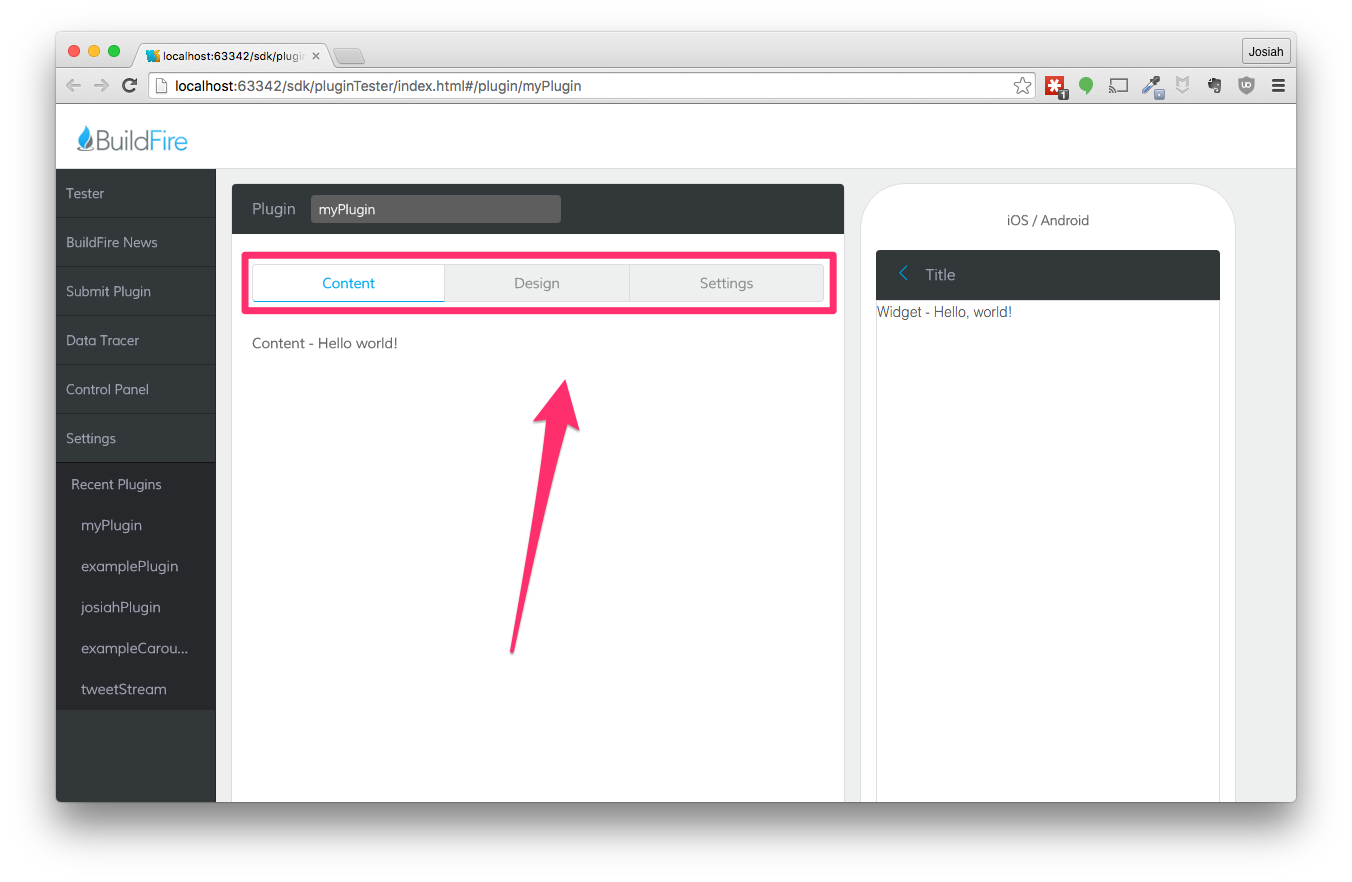 localhost:63342/sdk/plugin
Josiah
localhost:63342/sdk/pluginTester/index.html#/plugin/myPlugin
1
BuildFire
Tester
BuildFire News
Submit Plugin
Data Tracer
Control Panel
Settings
Recent Plugins
myPlugin
examplePlugin
josiahPlugin
exampleCarou...
tweetStream
Plugin myPlugin
Content Design Settings
Content - Hello world!
iOS / Android
Title
Widget - Hello, world!